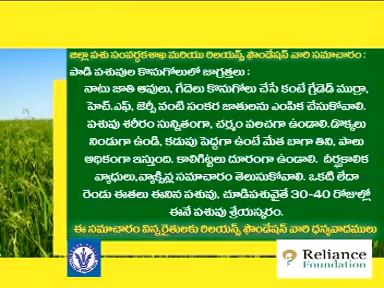 జిల్లా పశు సంవర్ధకశాఖ మరియు రిలయన్స్ ఫౌండేషన్ వారి సమాచారం :
పాడి పశువుల కొనుగోలులో జాగ్రత్తలు ;
నాటు జాతి ఆవులు, గేదెలు కొనుగోలు చేసే కంటే గ్రేడెడ్ ముర్రా,
హెచ్.ఎఫ్, జెర్సీ వంటి సంకర జాతులను ఎంపిక చేసుకోవాలి.
పశువు శరీరం సున్నితంగా, చర్మం పలచగా ఉండాలి.డొక్కలు
నిండుగా ఉండి, కడుపు పెద్దగా ఉంటే మేత బాగా తిని, పాలు
అధికంగా ఇస్తుంది. కాలిగిట్టలు దూరంగా ఉండాలి. దీర్ఘకాలిక
వ్యాధులు,వ్యాక్సిన్ల సమాచారం తెలుసుకోవాలి. ఒకటి లేదా
రెండు ఈతలు ఈనిన పశువు, చూడిపశువైతే 30-40 రోజుల్లో
ఈనే పశువు శ్రేయస్కరం.
ఈ సమాచారం విన్నరైతులకు రిలయన్స్ ఫౌండేషన్ వారి ధన్యవాదములు
Reliance
Foundation